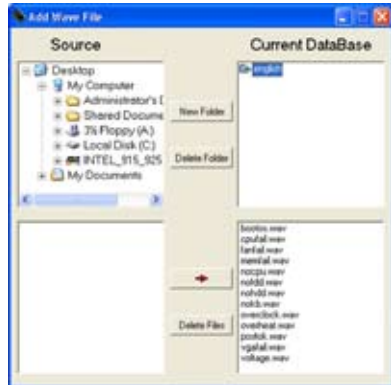 Add Wave File
Source
Current DataBase
Desktop
My Computer
Administrator's D
Shared Docume
3½ Floppy (A:)
Local Disk (C:)
INTEL_915_925
My Documents
New Folder
Delete Folder
english
Delete Files
bootos.wav
cpufail.wav
fanfail.wav
memfail.wav
nocpu.wav
nofdd.wav
nohdd.wav
nokb.wav
overclock.wav
overheat.wav
postok.wav
vgafail.wav
voltage.wav